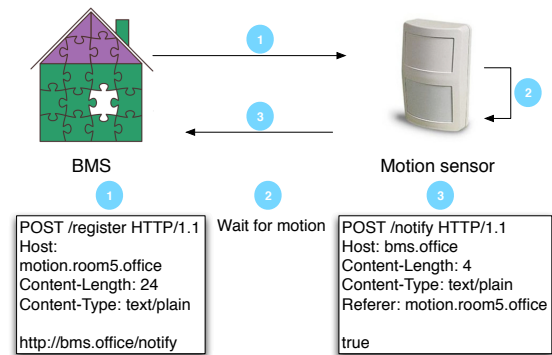 1
2
3
BMS
Motion sensor
1
2
3
POST /register HTTP/1.1
Host:
motion.room5.office
Content-Length: 24
Content-Type: text/plain
http://bms.office/notify
Wait for motion
POST /notify HTTP/1.1
Host: bms.office
Content-Length: 4
Content-Type: text/plain
Referer: motion.room5.office
true